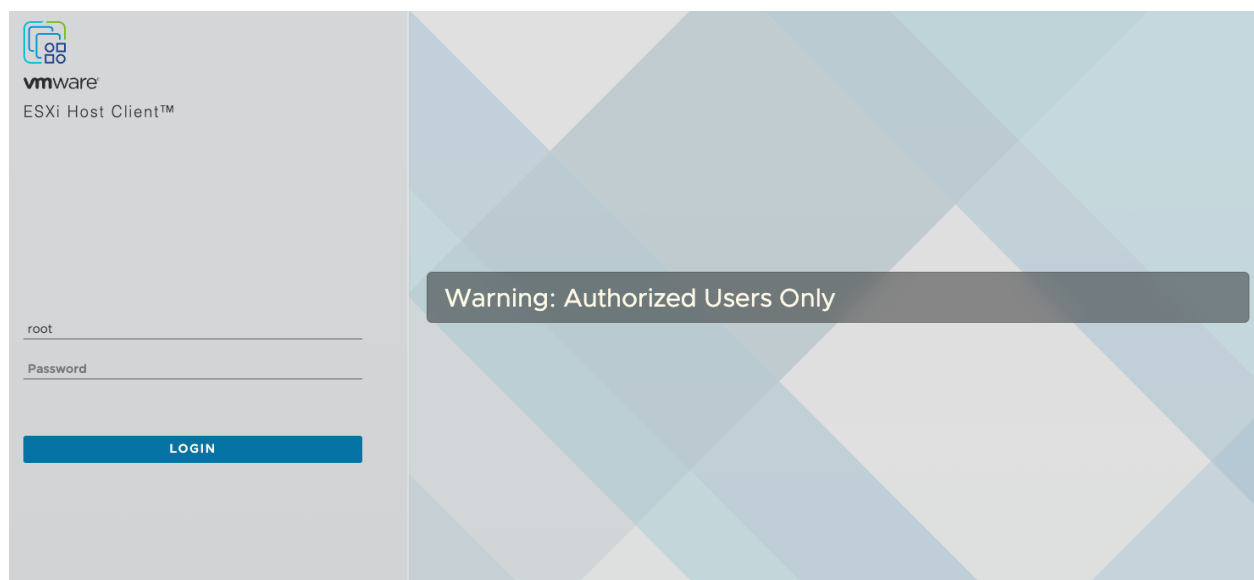 vmware®
ESXi Host Client™
root
Password
LOGIN
Warning: Authorized Users Only